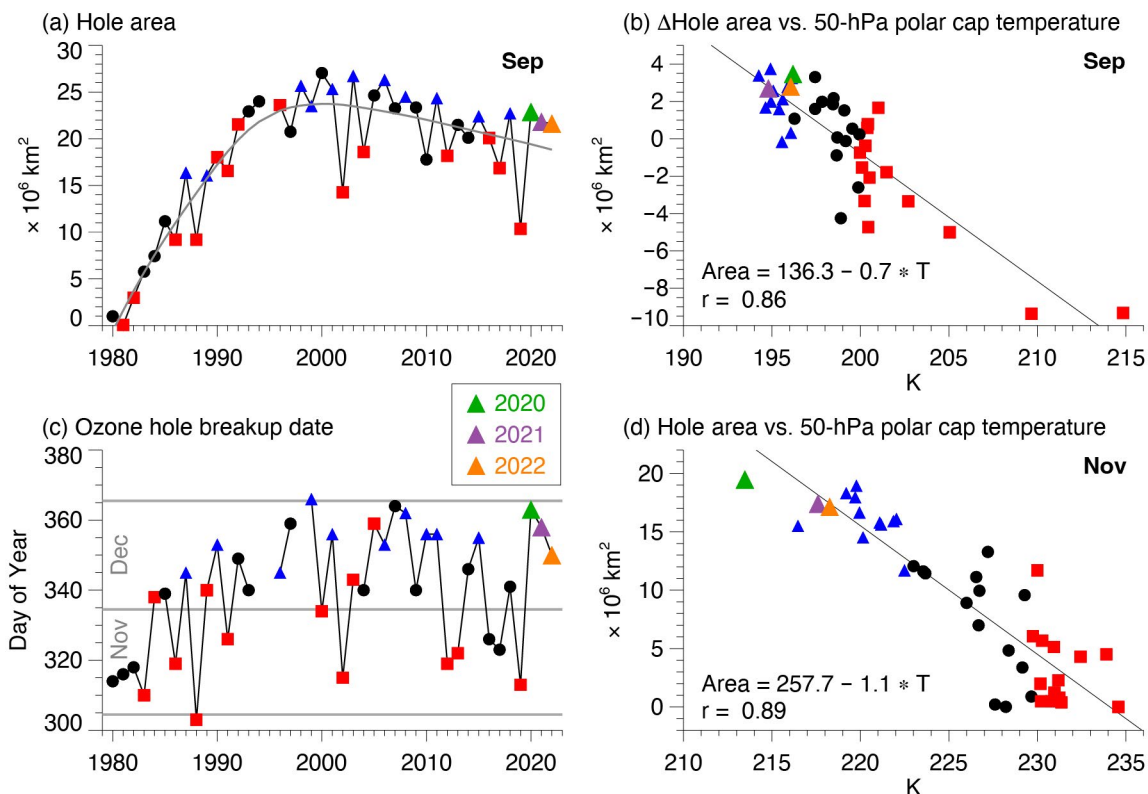 (a) Hole area
Sep
× 10⁶ km²
30
25
20
15
10
5
0
1980
1990
2000
2010
2020
(b) ΔHole area vs. 50-hPa polar cap temperature
Sep
× 10⁶ km²
4
2
0
−2
−4
−6
−8
−10
Area = 136.3 − 0.7 * T
r = 0.86
190
195
200
205
210
215
K
2020
2021
2022
(c) Ozone hole breakup date
Day of Year
380
360
340
320
300
Dec
Nov
1980
1990
2000
2010
2020
(d) Hole area vs. 50-hPa polar cap temperature
Nov
× 10⁶ km²
20
15
10
5
0
Area = 257.7 − 1.1 * T
r = 0.89
210
215
220
225
230
235
K